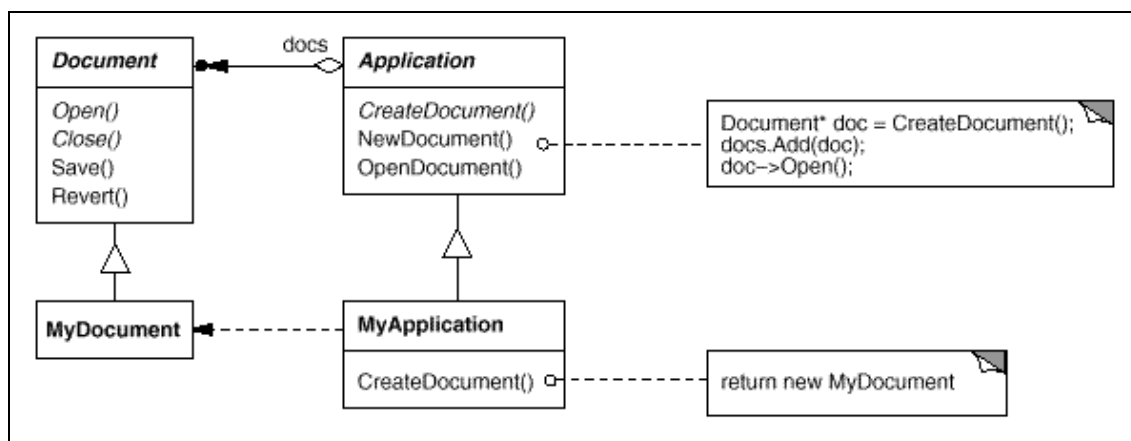 docs
Document
Open()
Close()
Save()
Revert()
Application
CreateDocument()
NewDocument()
OpenDocument()
Document* doc = CreateDocument();
docs.Add(doc);
doc->Open();
MyDocument
MyApplication
CreateDocument()
return new MyDocument